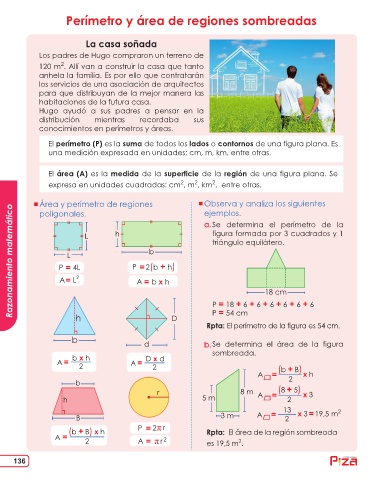 Perímetro y área de regiones sombreadas
La casa soñada
Los padres de Hugo compraron un terreno de
120 m². Allí van a construir la casa que tanto
anhela la familia. Es por ello que contratarán
los servicios de una asociación de arquitectos
para que distribuyan de la mejor manera las
habitaciones de la futura casa.
Hugo ayudó a sus padres a pensar en la
distribución mientras recordaba sus
conocimientos en perímetros y áreas.
El perímetro (P) es la suma de todos los lados o contornos de una figura plana. Es
una medición expresada en unidades: cm, m, km, entre otras.
El área (A) es la medida de la superficie de la región de una figura plana. Se
expresa en unidades cuadradas: cm², m², km², entre otras.
Área y perímetro de regiones
poligonales.
L
L
P = 4L
A = L²
h
b
P = 2(b + h)
A = b x h
h
b
A = b x h
2
D
d
A = D x d
2
b
h
B
A = (b + B) x h
2
r
P = 2πr
A = πr²
Observa y analiza los siguientes
ejemplos.
a. Se determina el perímetro de la
figura formada por 3 cuadrados y 1
triángulo equilátero.
18 cm
P = 18 + 6 + 6 + 6 + 6 + 6 + 6
P = 54 cm
Rpta: El perímetro de la figura es 54 cm.
b. Se determina el área de la figura
sombreada.
5 m
8 m
3 m
A = (b + B) x h
2
A = (8 + 5) x 3
2
A = 13 x 3 = 19,5 m²
2
Rpta: El área de la región sombreada
es 19,5 m².
Razonamiento matemático
136